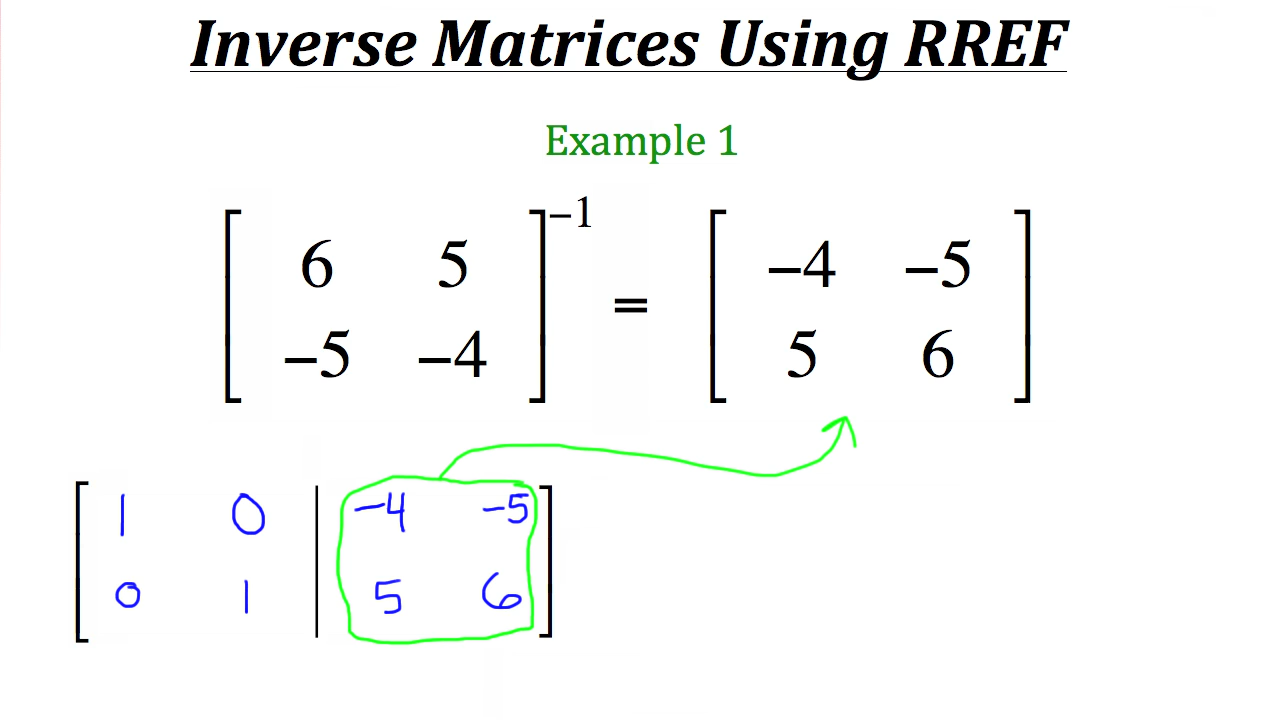 Inverse Matrices Using RREF
Example 1
[ 6 5 ]⁻¹ = [ −4 −5 ]
[ −5 −4 ] [ 5 6 ]
[ 1 0 | −4 −5 ]
[ 0 1 | 5 6 ]